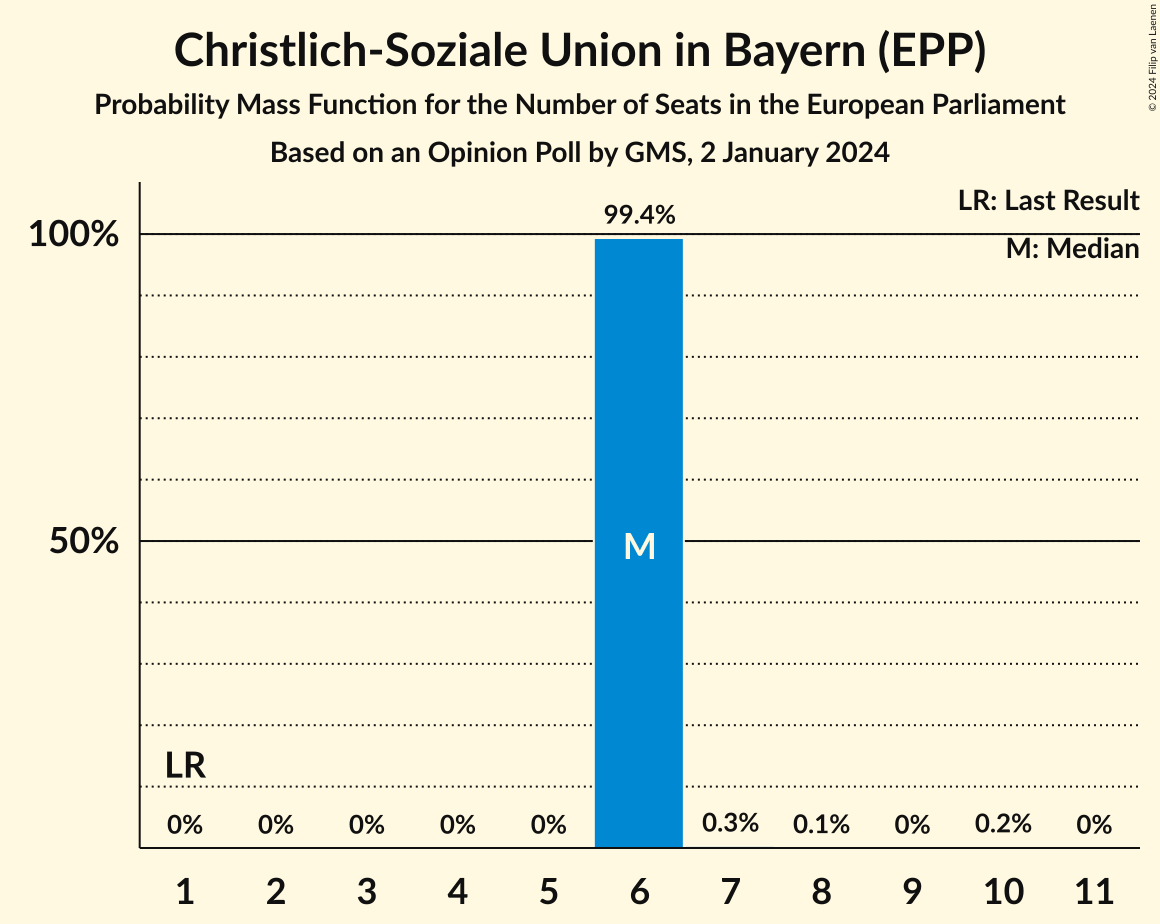 Christlich-Soziale Union in Bayern (EPP)
Probability Mass Function for the Number of Seats in the European Parliament
Based on an Opinion Poll by GMS, 2 January 2024
© 2024 Filip van Laenen
LR: Last Result
M: Median
99.4%
100%
50%
M
LR
0% 0% 0% 0% 0% 0.3% 0.1% 0% 0.2% 0%
1 2 3 4 5 6 7 8 9 10 11